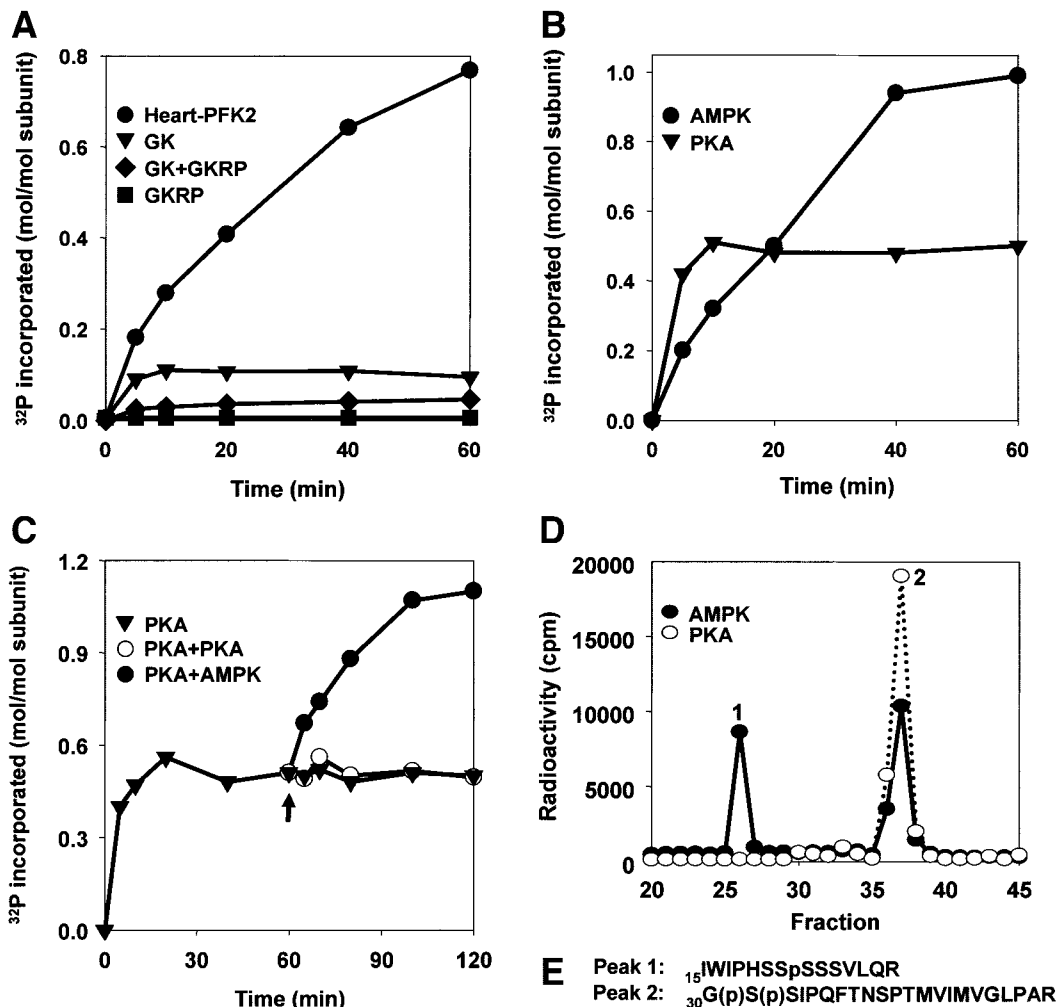 A
³²P incorporated (mol/mol subunit)
0.8
0.6
0.4
0.2
0.0
Heart-PFK2
GK
GK+GKRP
GKRP
0 20 40 60
Time (min)
B
³²P incorporated (mol/mol subunit)
1.0
0.8
0.6
0.4
0.2
0.0
AMPK
PKA
0 20 40 60
Time (min)
C
³²P incorporated (mol/mol subunit)
1.2
0.9
0.6
0.3
0.0
PKA
PKA+PKA
PKA+AMPK
0 30 60 90 120
Time (min)
D
Radioactivity (cpm)
20000
15000
10000
5000
0
AMPK
PKA
1
2
20 25 30 35 40 45
Fraction
E
Peak 1: ₁₅IWIPHSSpSSSVLQR
Peak 2: ₃₀G(p)S(p)SIPQFTNSPTMVIMVGLPAR